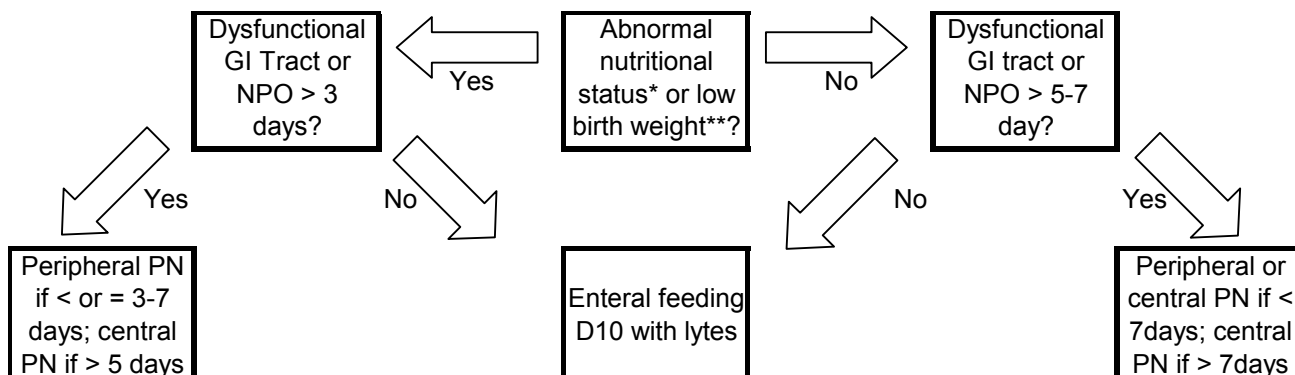 Dysfunctional
GI Tract or
NPO > 3
days?
Yes
Abnormal
nutritional
status* or low
birth weight**?
No
Dysfunctional
GI tract or
NPO > 5-7
day?
Yes
No
No
Yes
Peripheral PN
if < or = 3-7
days; central
PN if > 5 days
Enteral feeding
D10 with lytes
Peripheral or
central PN if <
7days; central
PN if > 7days